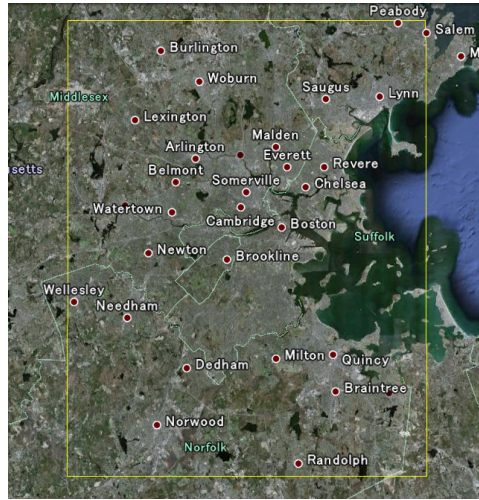 Peabody
Salem
M
Burlington
Woburn
Saugus
Lynn
Middlesex
Lexington
Malden
Arlington
Everett
Revere
usetts
Belmont
Somerville
Chelsea
Watertown
Cambridge
Boston
Suffolk
Newton
Brookline
Wellesley
Needham
Milton
Quincy
Dedham
Braintree
Norwood
Norfolk
Randolph